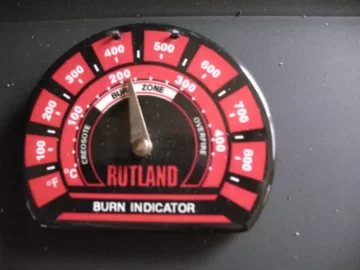 100 200 300 400 500 600 700 800
°F
100 200 300 400
°C
CREOSOTE BURN ZONE OVERFIRE
RUTLAND
BURN INDICATOR